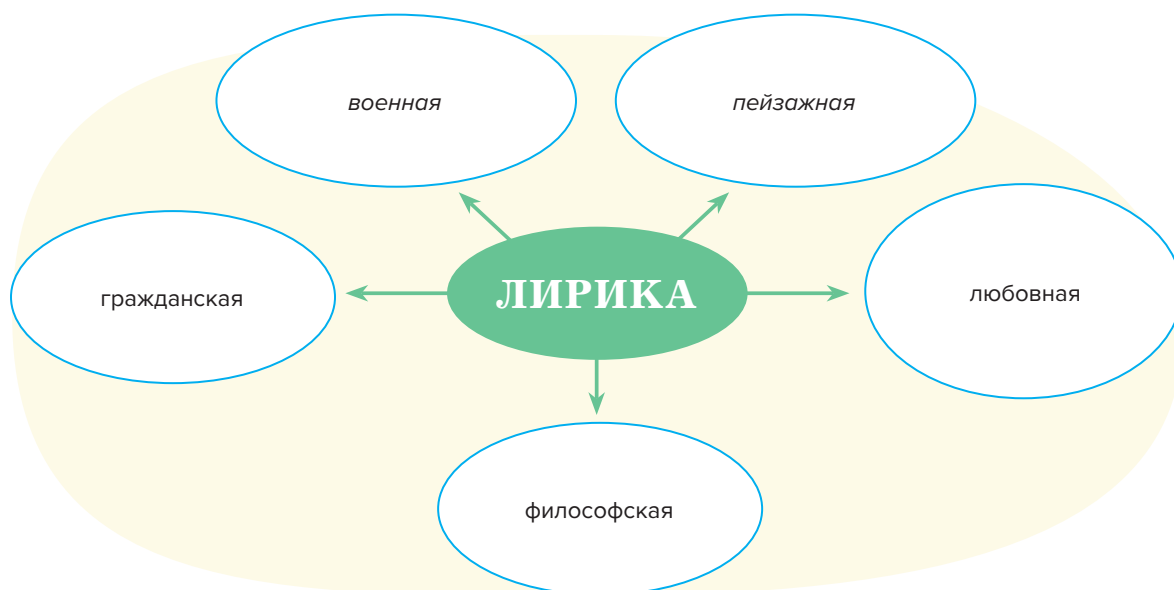 военная
пейзажная
гражданская
ЛИРИКА
любовная
философская